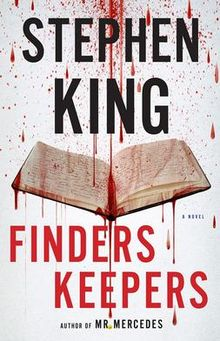 STEPHEN
KING
A NOVEL
FINDERS
KEEPERS
AUTHOR OF MR. MERCEDES